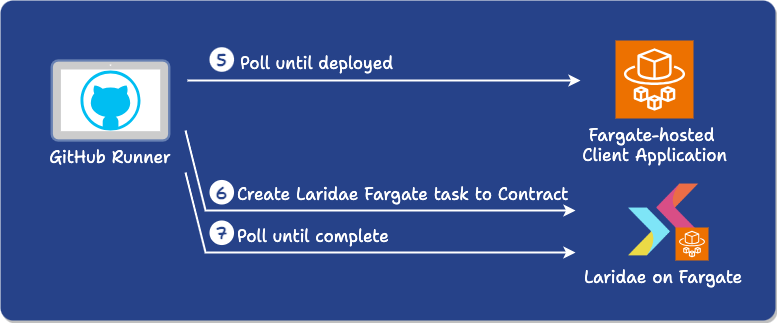 5 Poll until deployed
GitHub Runner
Fargate-hosted
Client Application
6 Create Laridae Fargate task to Contract
7 Poll until complete
Laridae on Fargate